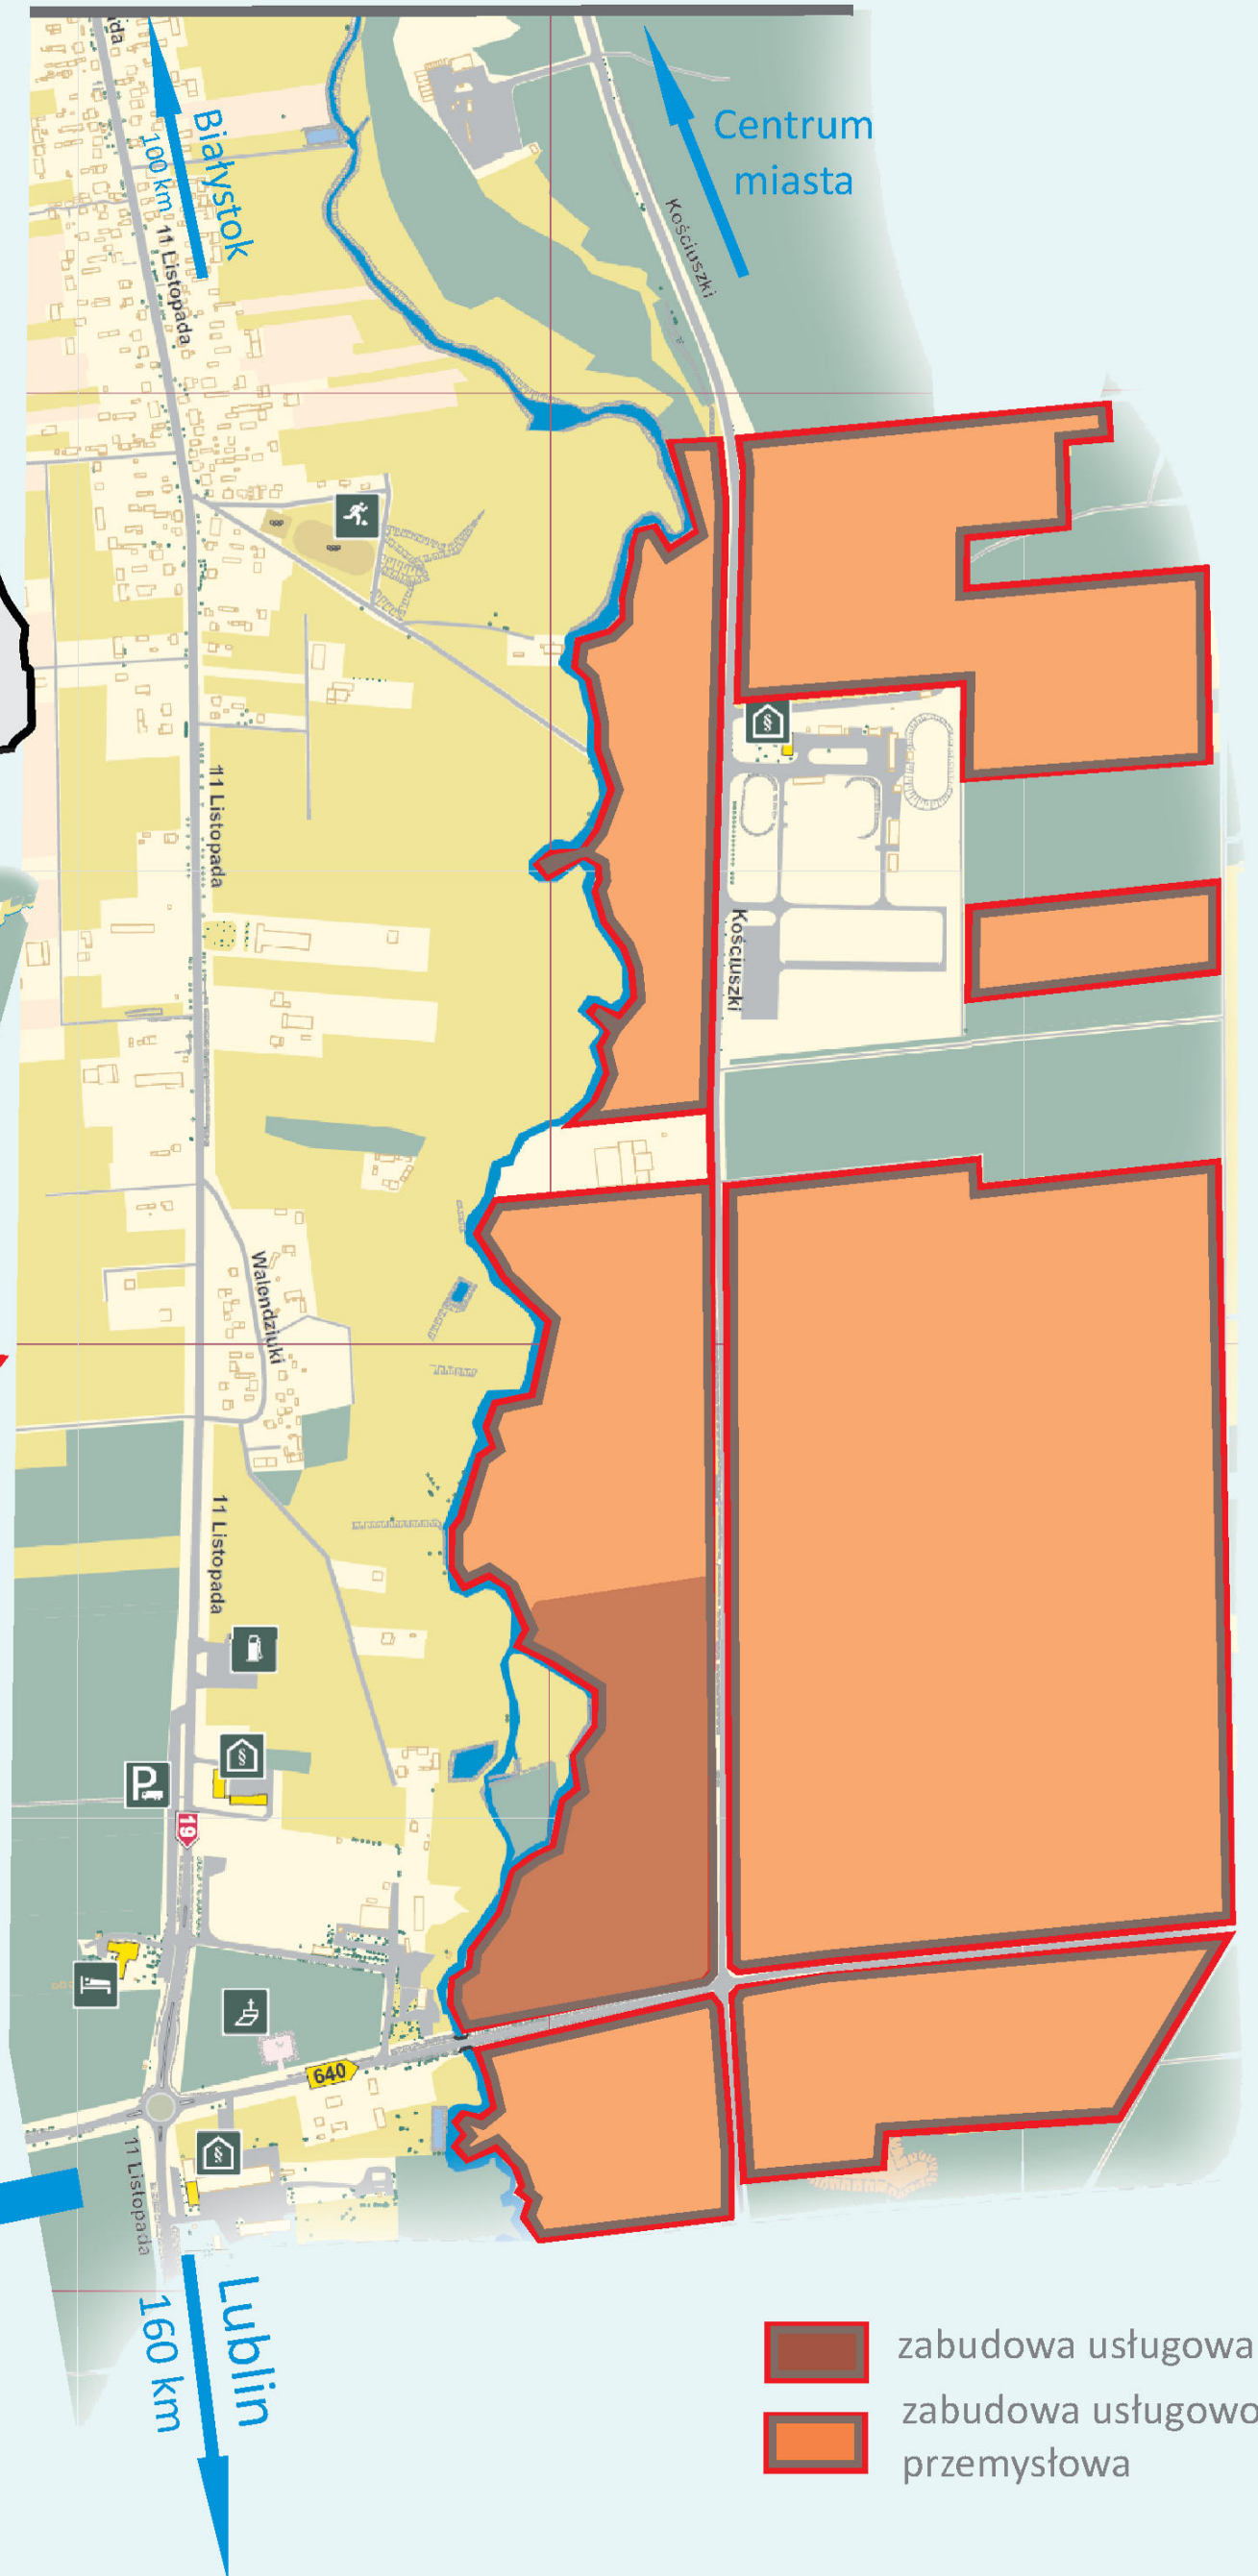 ida
Białystok
100 km
11 Listopada
Centrum
miasta
Kościuszki
11 Listopada
Kościuszki
§
Walendziuki
11 Listopada
§
P
19
640
§
11 Listopada
Lublin
160 km
zabudowa usługowa
zabudowa usługowo
przemysłowa